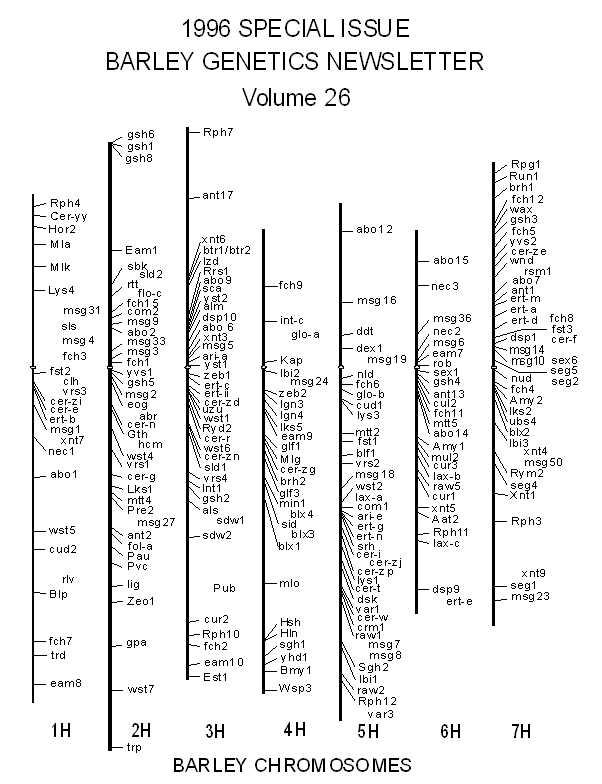 1996 SPECIAL ISSUE
BARLEY GENETICS NEWSLETTER
Volume 26
Rph4
Cer-yy
Hor2
Mla
Mlk
Lys4
msg31
sls
msg 4
fch3
fst2
clh
vrs3
cer-zi
cer-e
ert-b
msg1
xnt7
nec1
abo1
wst5
cud2
rlv
Blp
fch7
trd
eam8
1H
gsh6
gsh1
gsh8
Eam1
sbk
sld2
rtt
flo-c
fch15
com2
msg9
abo2
msg33
msg3
fch1
yvs1
gsh5
msg2
eog
abr
cer-n
Gth
hcm
wst4
vrs1
cer-g
Lks1
mtt4
Pre2
msg27
ant2
fol-a
Pau
Pvc
lig
Zeo1
gpa
wst7
trp
2H
Rph7
ant17
xnt6
btr1/btr2
lzd
Rrs1
abo9
sca
yst2
alm
dsp10
abo 6
xnt3
msg5
ari-a
yst1
zeb1
ert-c
ert-ii
cer-zd
uzu
wst1
Ryd2
cer-r
wst6
cer-zn
sld1
vrs4
Int1
gsh2
als
sdw1
sdw2
Pub
cur2
Rph10
fch2
eam10
Est1
3H
fch9
int-c
glo-a
Kap
lbi2
msg24
zeb2
lgn3
lgn4
lks5
eam9
glf1
Mlg
cer-zg
brh2
glf3
min1
blx4
sid
blx3
blx1
mlo
Hsh
Hln
sgh1
yhd1
Bmy1
Wsp3
4H
abo12
msg16
ddt
dex1
msg19
nld
fch6
glo-b
cud1
lys3
mtt2
fst1
blf1
vrs2
msg18
wst2
lax-a
com1
ari-e
ert-g
ert-n
srh
cer-i
cer-zj
cer-zp
lys1
cer-t
dsk
var1
cer-w
crm1
raw1
msg7
msg8
Sgh2
lbi1
raw2
Rph12
var3
5H
abo15
nec3
msg36
nec2
msg6
eam7
rob
sex1
gsh4
ant13
cul2
fch11
mtt5
abo14
Amy1
mul2
cur3
lax-b
raw5
cur1
xnt5
Aat2
Rph11
lax-c
dsp9
ert-e
6H
Rpg1
Run1
brh1
fch12
wax
gsh3
fch5
yvs2
cer-ze
wnd
rsm1
abo7
ant1
ert-m
ert-a
ert-d
fch8
fst3
dsp1
cer-f
msg14
msg10
sex6
seg5
seg2
nud
fch4
Amy2
lks2
ubs4
blx2
lbi3
xnt4
msg50
Rym2
seg4
Xnt1
Rph3
xnt9
seg1
msg23
7H
BARLEY CHROMOSOMES